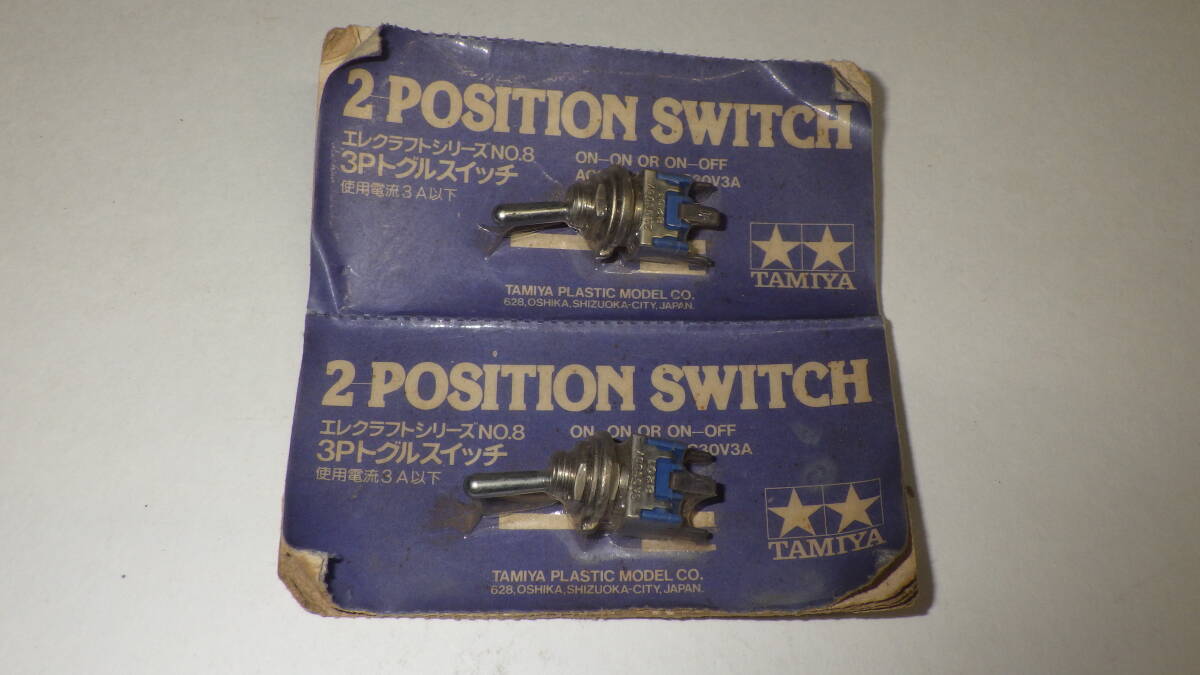 2-POSITION SWITCH
エレクラフトシリーズNO.8
3Pトグルスイッチ
使用電流3A以下
ON—ON OR ON—OFF
30V3A
TAMIYA
TAMIYA PLASTIC MODEL CO.
628, OSHIKA, SHIZUOKA-CITY, JAPAN.
2-POSITION SWITCH
エレクラフトシリーズNO.8
3Pトグルスイッチ
使用電流3A以下
ON—ON OR ON—OFF
C30V3A
TAMIYA
TAMIYA PLASTIC MODEL CO.
628, OSHIKA, SHIZUOKA-CITY, JAPAN.